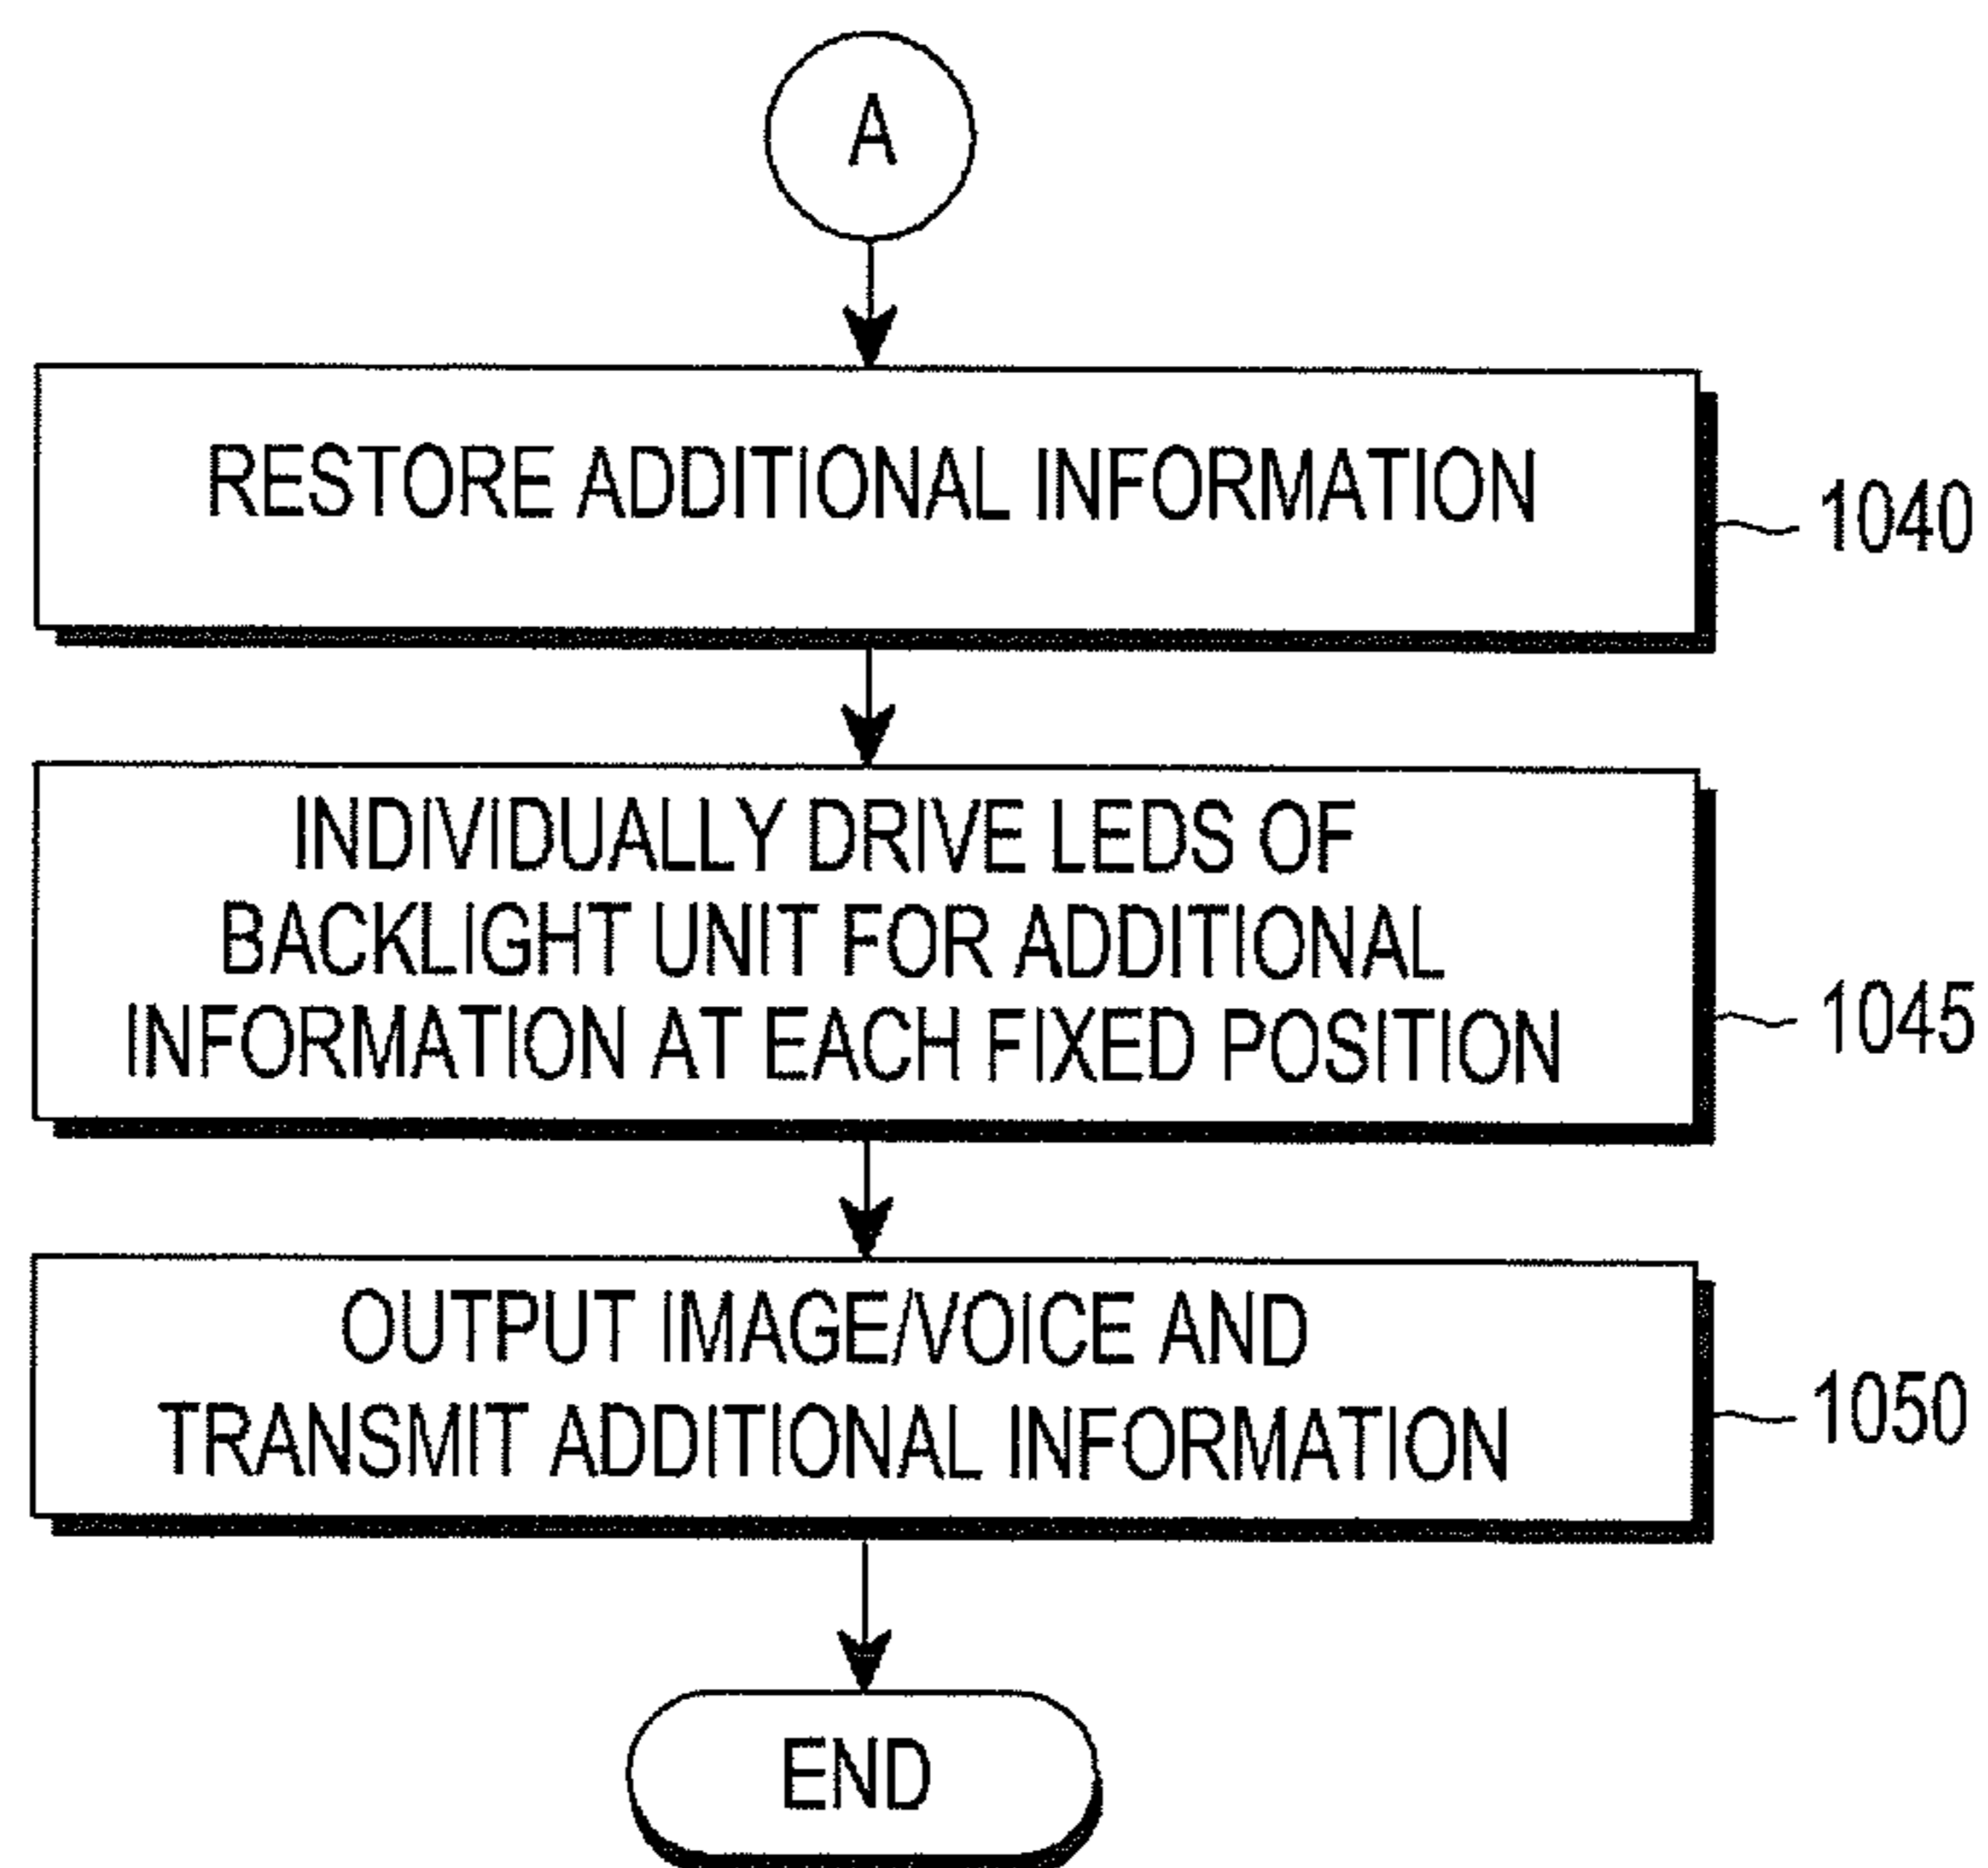 A
RESTORE ADDITIONAL INFORMATION
1040
INDIVIDUALLY DRIVE LEDS OF
BACKLIGHT UNIT FOR ADDITIONAL
INFORMATION AT EACH FIXED POSITION
1045
OUTPUT IMAGE/VOICE AND
TRANSMIT ADDITIONAL INFORMATION
1050
END